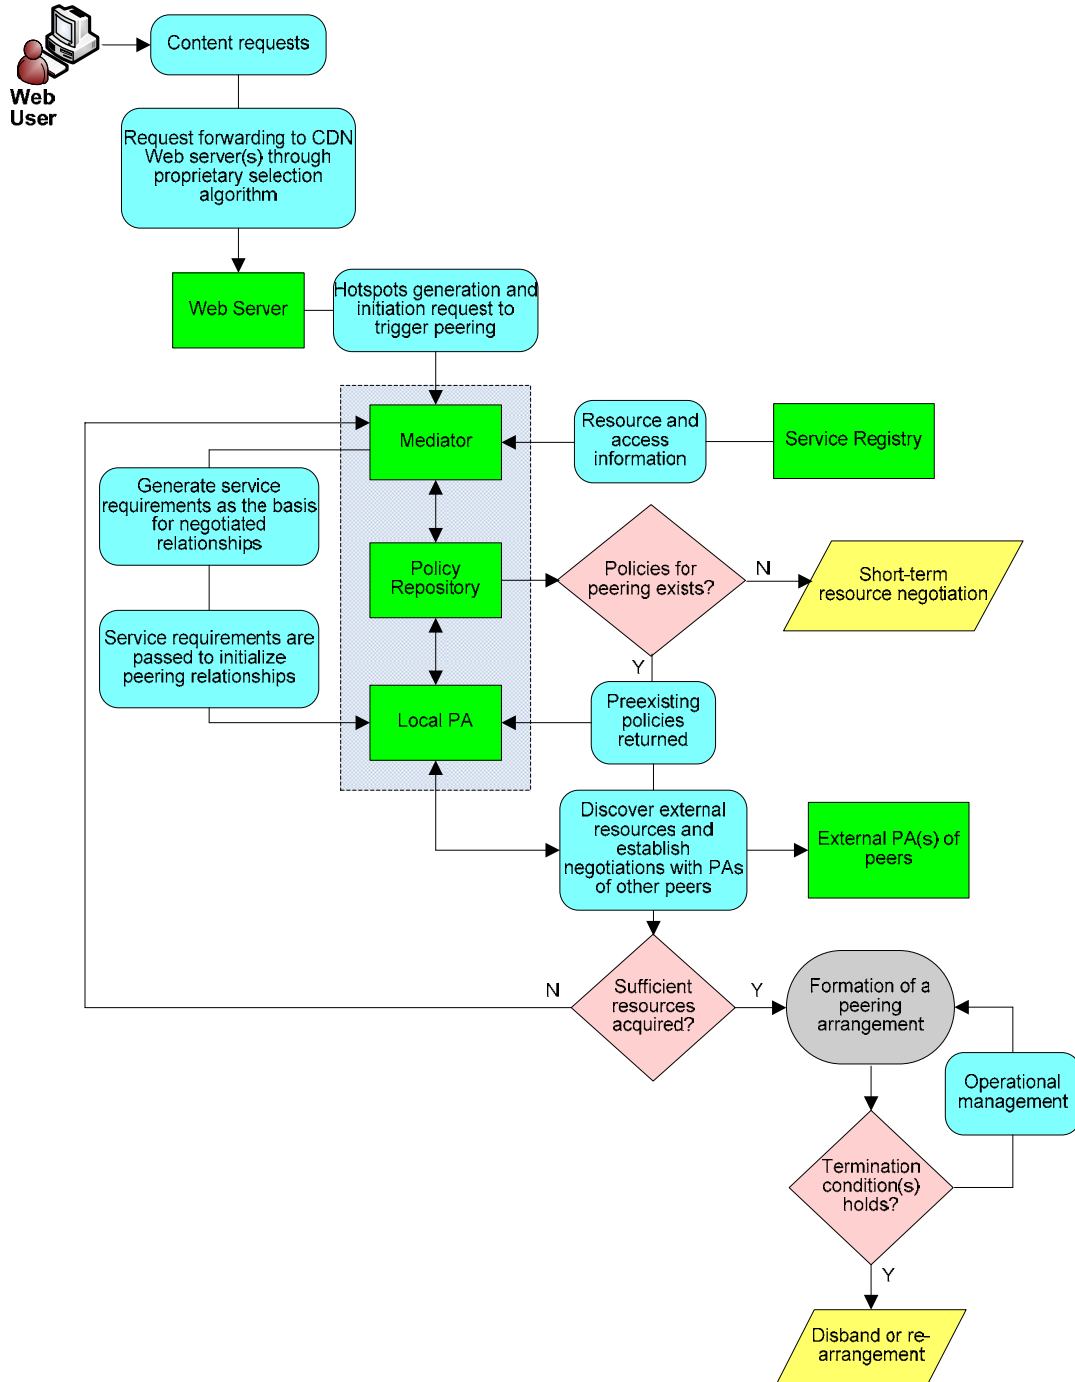 Web
User
Content requests
Request forwarding to CDN
Web server(s) through
proprietary selection
algorithm
Web Server
Hotspots generation and
initiation request to
trigger peering
Mediator
Resource and
access
information
Service Registry
Generate service
requirements as the basis
for negotiated
relationships
Policy
Repository
Policies for
peering exists?
N
Short-term
resource negotiation
Service requirements are
passed to initialize
peering relationships
Y
Local PA
Preexisting
policies
returned
Discover external
resources and
establish
negotiations with PAs
of other peers
External PA(s) of
peers
N
Sufficient
resources
acquired?
Y
Formation of a
peering
arrangement
Operational
management
Termination
condition(s)
holds?
Y
Disband or re-
arrangement